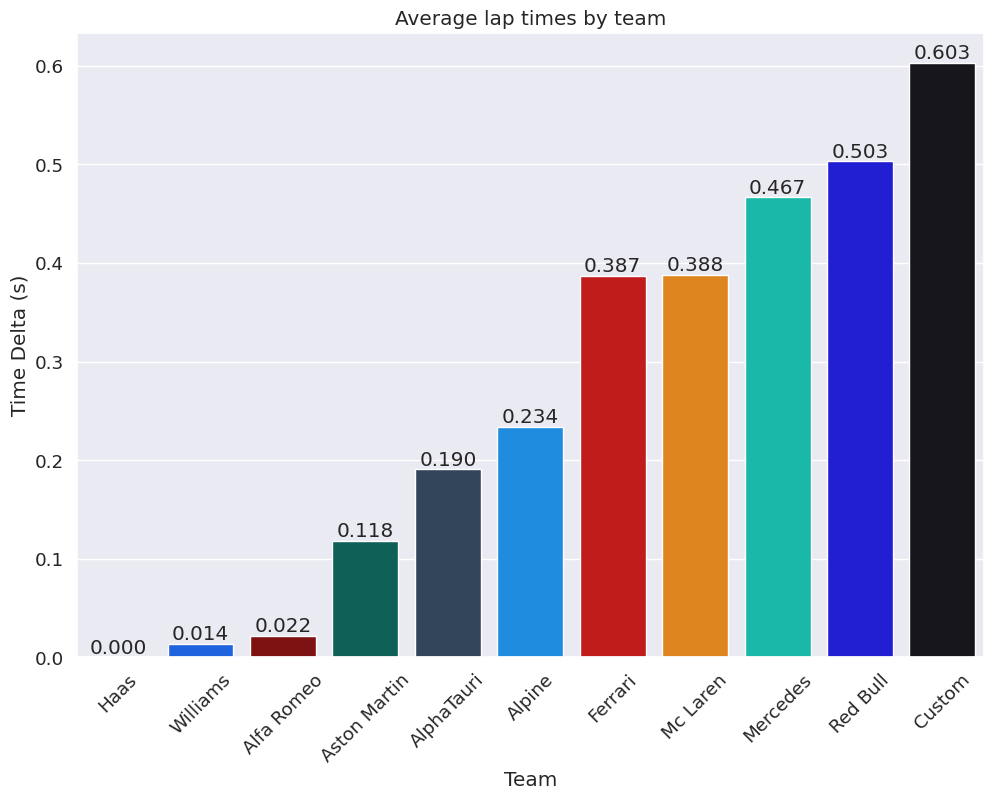 Average lap times by team
Time Delta (s)
0.6
0.5
0.4
0.3
0.2
0.1
0.0
0.000
0.014
0.022
0.118
0.190
0.234
0.387
0.388
0.467
0.503
0.603
Haas
Williams
Alfa Romeo
Aston Martin
AlphaTauri
Alpine
Ferrari
Mc Laren
Mercedes
Red Bull
Custom
Team